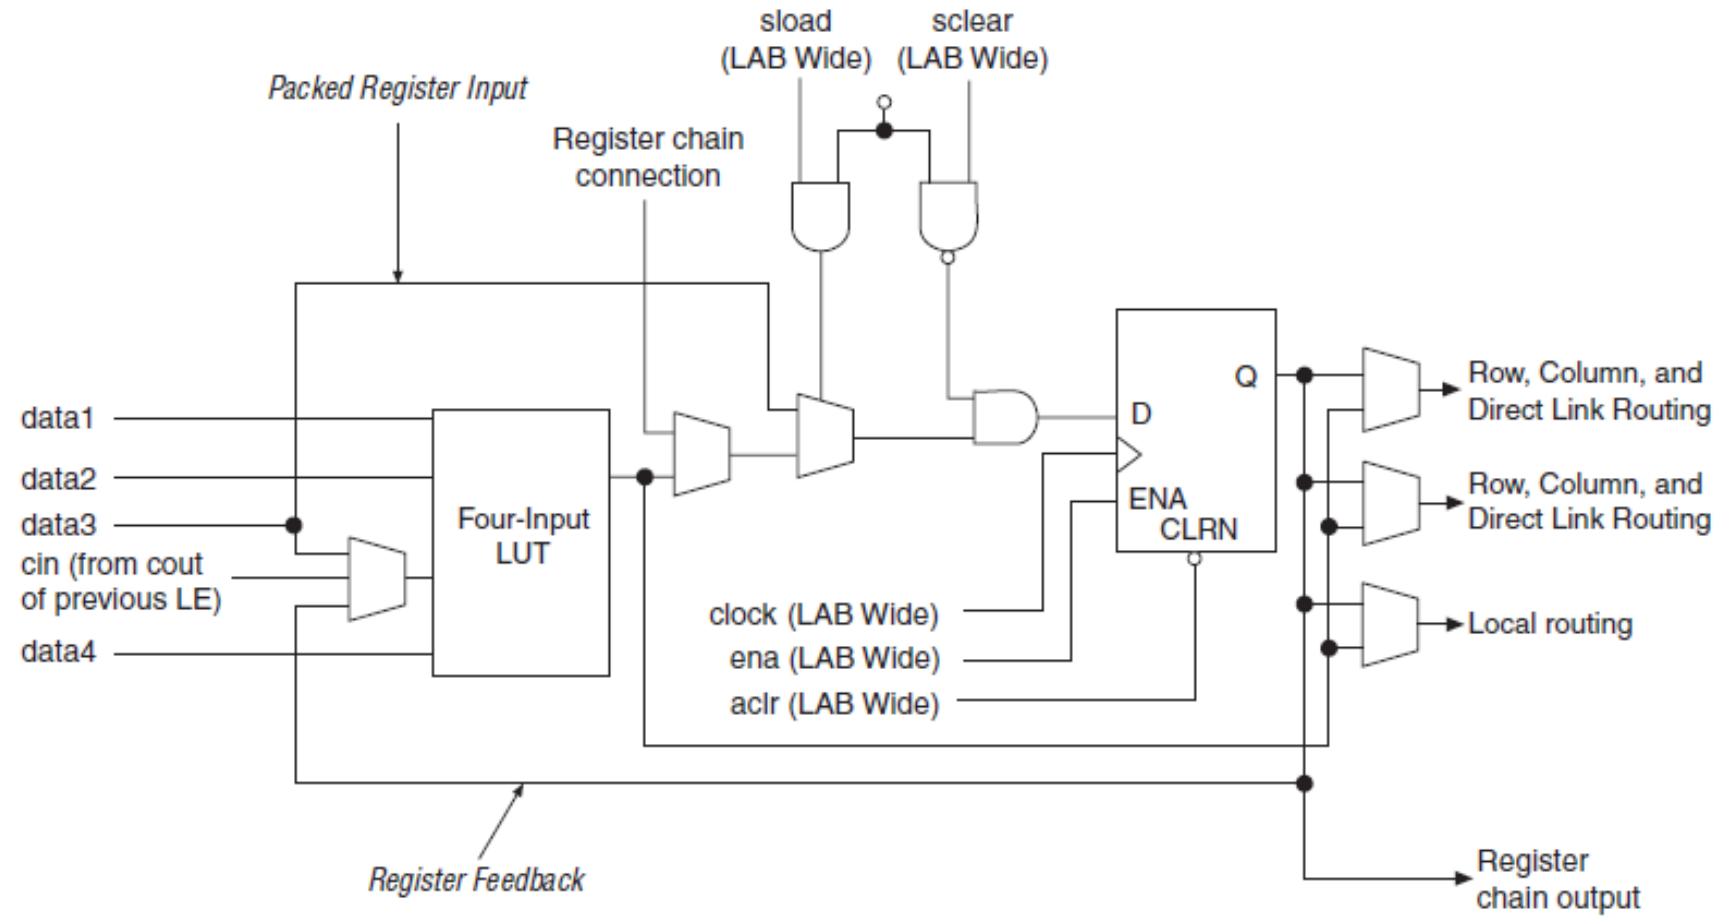 sload
(LAB Wide)
sclear
(LAB Wide)
Packed Register Input
Register chain
connection
data1
data2
data3
cin (from cout
of previous LE)
data4
Four-Input
LUT
D
Q
ENA
CLRN
clock (LAB Wide)
ena (LAB Wide)
aclr (LAB Wide)
Row, Column, and
Direct Link Routing
Row, Column, and
Direct Link Routing
Local routing
Register Feedback
Register
chain output